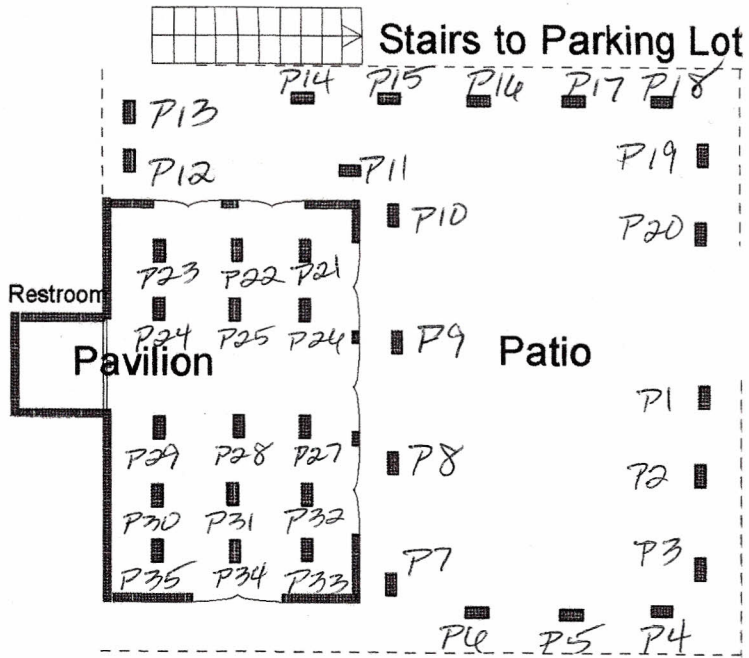 Stairs to Parking Lot
P14 P15 P16 P17 P18
P13
P12 P11 P19
P10 P20
P23 P22 P21
Restroom
P24 P25 P26
Pavilion P9 Patio
P1
P29 P28 P27 P8 P2
P30 P31 P32
P35 P34 P33 P7 P3
P6 P5 P4